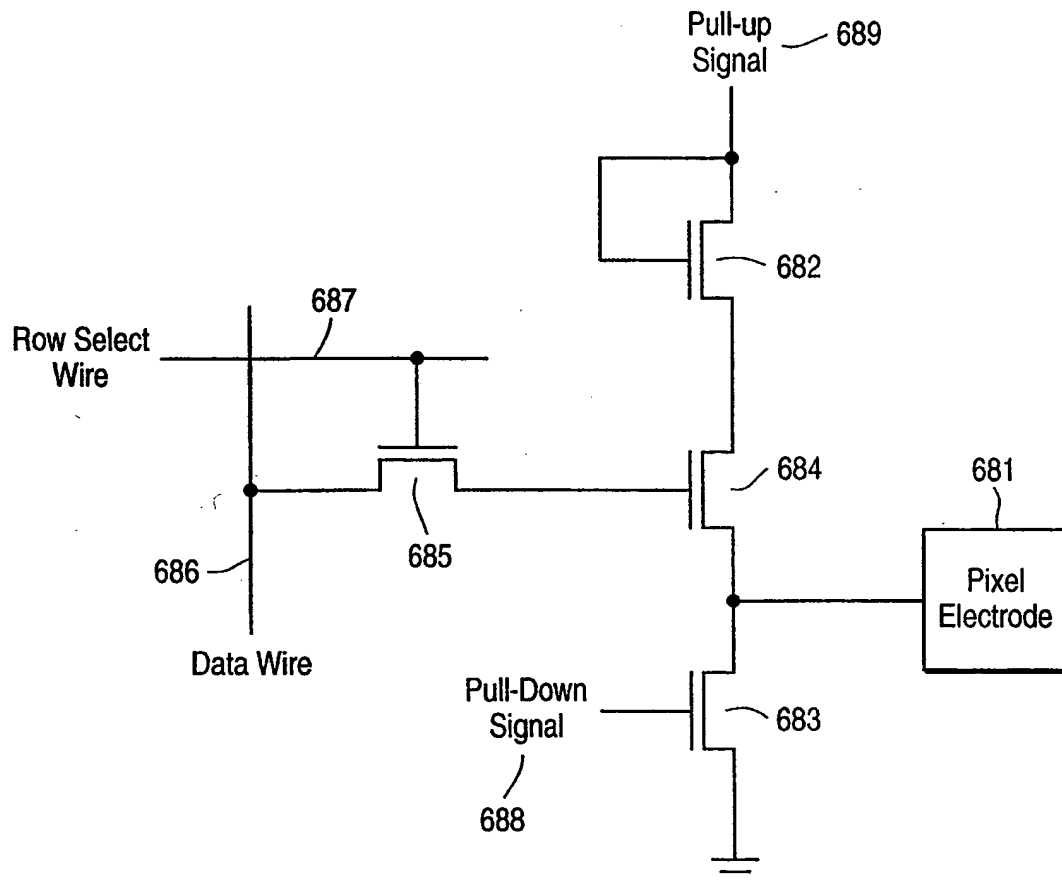 Pull-up
Signal
689
682
687
Row Select
Wire
684
681
685
686
Pixel
Electrode
Data Wire
Pull-Down
Signal
683
688